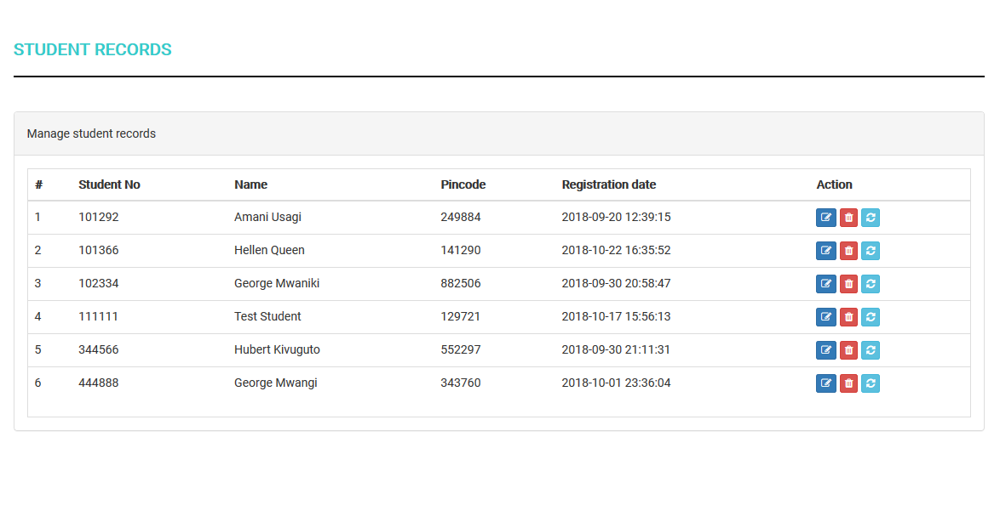 STUDENT RECORDS
Manage student records
# Student No Name Pincode Registration date Action
1 101292 Amani Usagi 249884 2018-09-20 12:39:15
2 101366 Hellen Queen 141290 2018-10-22 16:35:52
3 102334 George Mwaniki 882506 2018-09-30 20:58:47
4 111111 Test Student 129721 2018-10-17 15:56:13
5 344566 Hubert Kivuguto 552297 2018-09-30 21:11:31
6 444888 George Mwangi 343760 2018-10-01 23:36:04